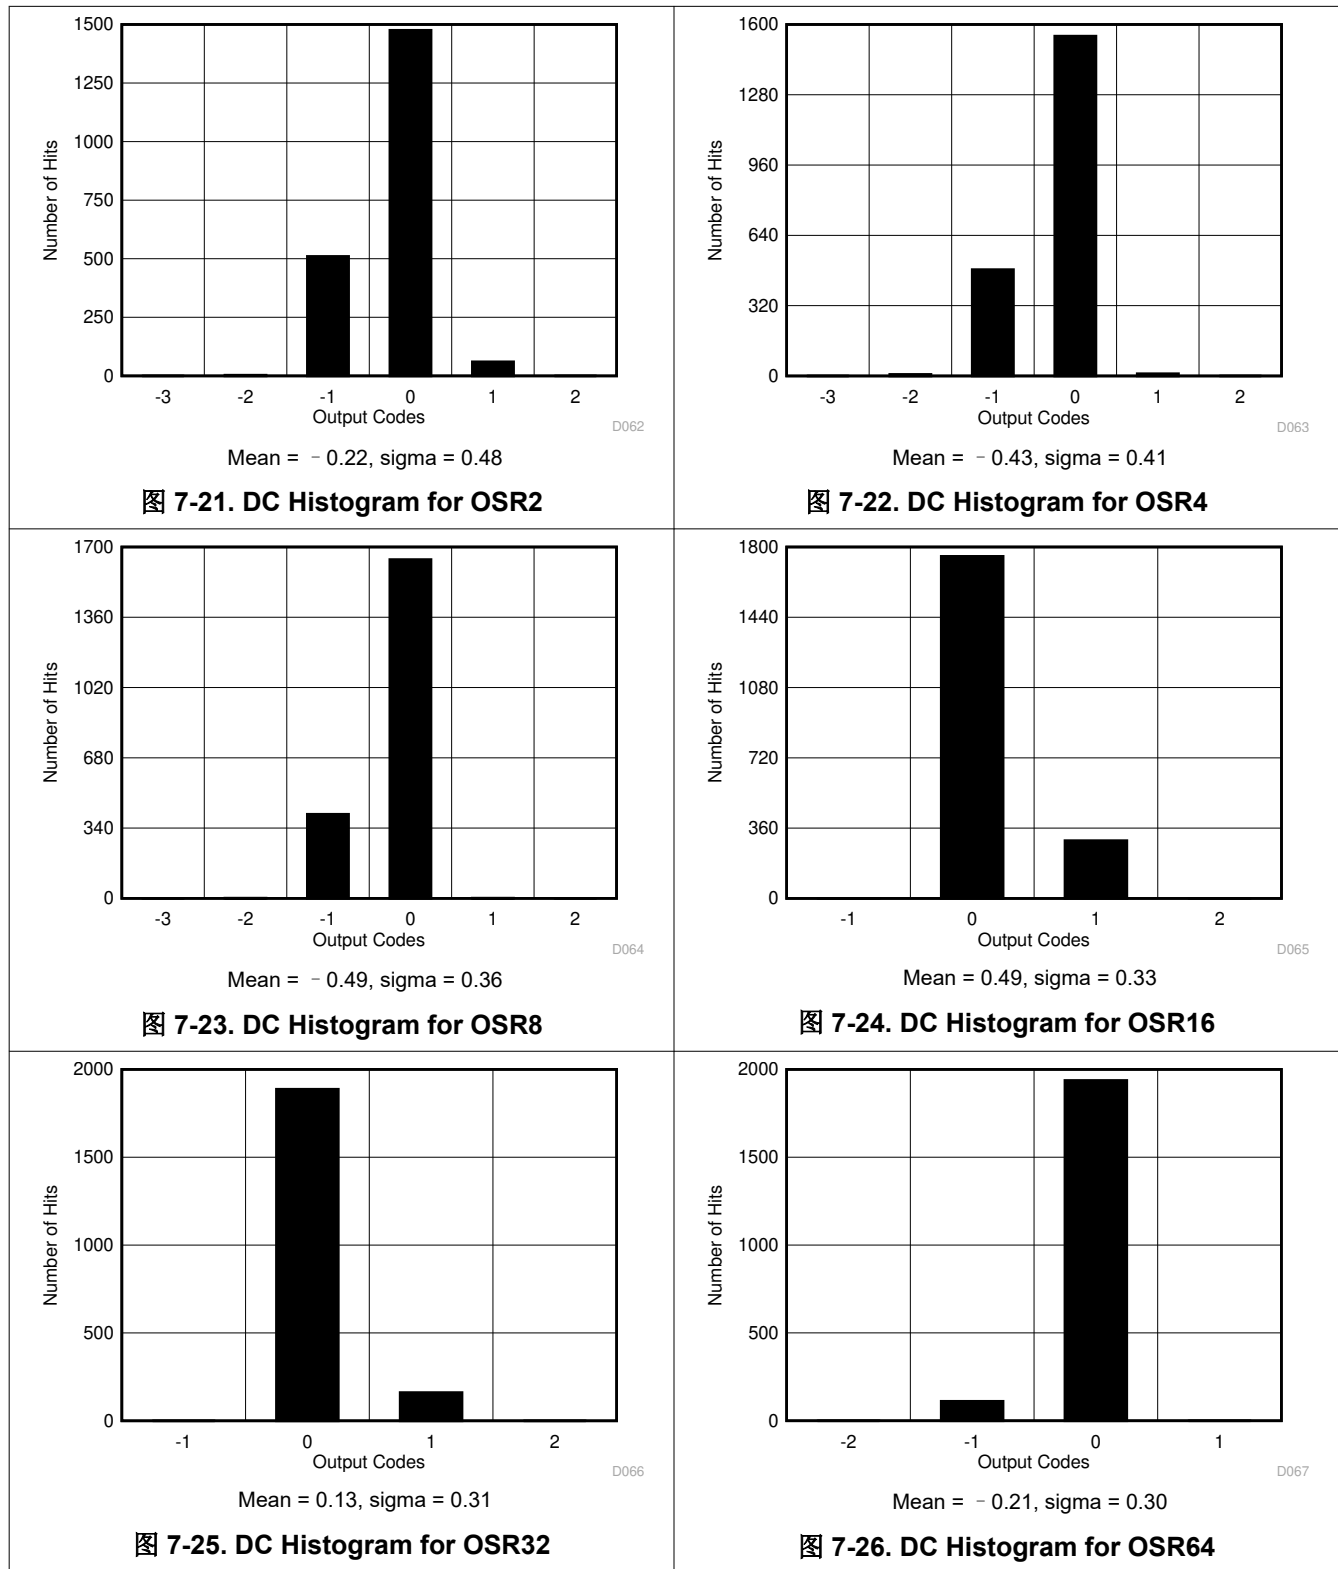 1500
1250
1000
750
500
250
0
Number of Hits
-3 -2 -1 0 1 2
Output Codes
D062
Mean = －0.22, sigma = 0.48
图 7-21. DC Histogram for OSR2
1600
1280
960
640
320
0
Number of Hits
-3 -2 -1 0 1 2
Output Codes
D063
Mean = －0.43, sigma = 0.41
图 7-22. DC Histogram for OSR4
1700
1360
1020
680
340
0
Number of Hits
-3 -2 -1 0 1 2
Output Codes
D064
Mean = －0.49, sigma = 0.36
图 7-23. DC Histogram for OSR8
1800
1440
1080
720
360
0
Number of Hits
-1 0 1 2
Output Codes
D065
Mean = 0.49, sigma = 0.33
图 7-24. DC Histogram for OSR16
2000
1500
1000
500
0
Number of Hits
-1 0 1 2
Output Codes
D066
Mean = 0.13, sigma = 0.31
图 7-25. DC Histogram for OSR32
2000
1500
1000
500
0
Number of Hits
-2 -1 0 1
Output Codes
D067
Mean = －0.21, sigma = 0.30
图 7-26. DC Histogram for OSR64